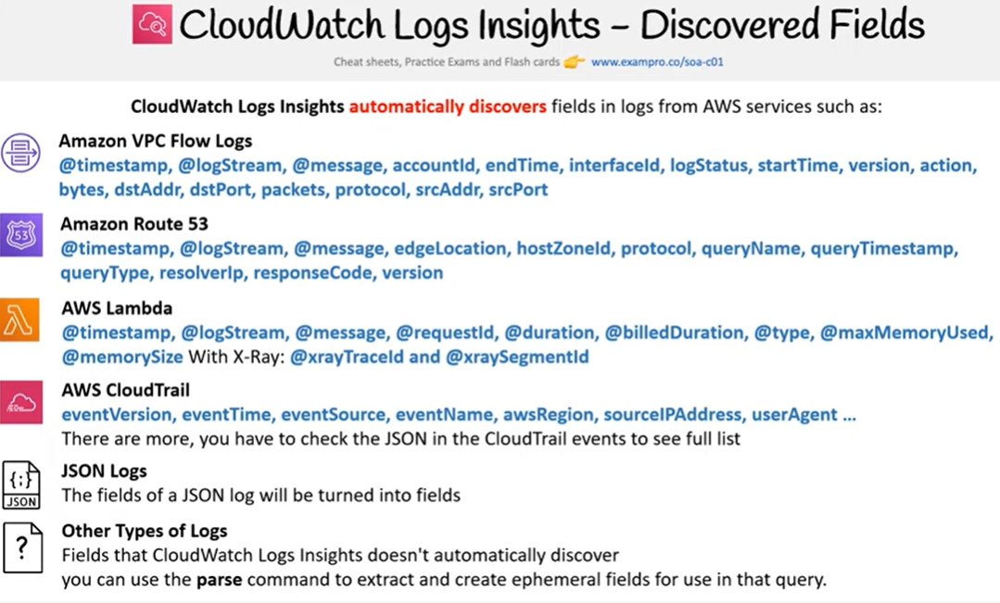 CloudWatch Logs Insights – Discovered Fields
Cheat sheets, Practice Exams and Flash cards 👉 www.exampro.co/soa-c01
CloudWatch Logs Insights automatically discovers fields in logs from AWS services such as:
Amazon VPC Flow Logs
@timestamp, @logStream, @message, accountId, endTime, interfaceId, logStatus, startTime, version, action,
bytes, dstAddr, dstPort, packets, protocol, srcAddr, srcPort
53
Amazon Route 53
@timestamp, @logStream, @message, edgeLocation, hostZoneId, protocol, queryName, queryTimestamp,
queryType, resolverIp, responseCode, version
AWS Lambda
@timestamp, @logStream, @message, @requestId, @duration, @billedDuration, @type, @maxMemoryUsed,
@memorySize With X-Ray: @xrayTraceId and @xraySegmentId
AWS CloudTrail
eventVersion, eventTime, eventSource, eventName, awsRegion, sourceIPAddress, userAgent ...
There are more, you have to check the JSON in the CloudTrail events to see full list
{;}
JSON
JSON Logs
The fields of a JSON log will be turned into fields
?
Other Types of Logs
Fields that CloudWatch Logs Insights doesn't automatically discover
you can use the parse command to extract and create ephemeral fields for use in that query.